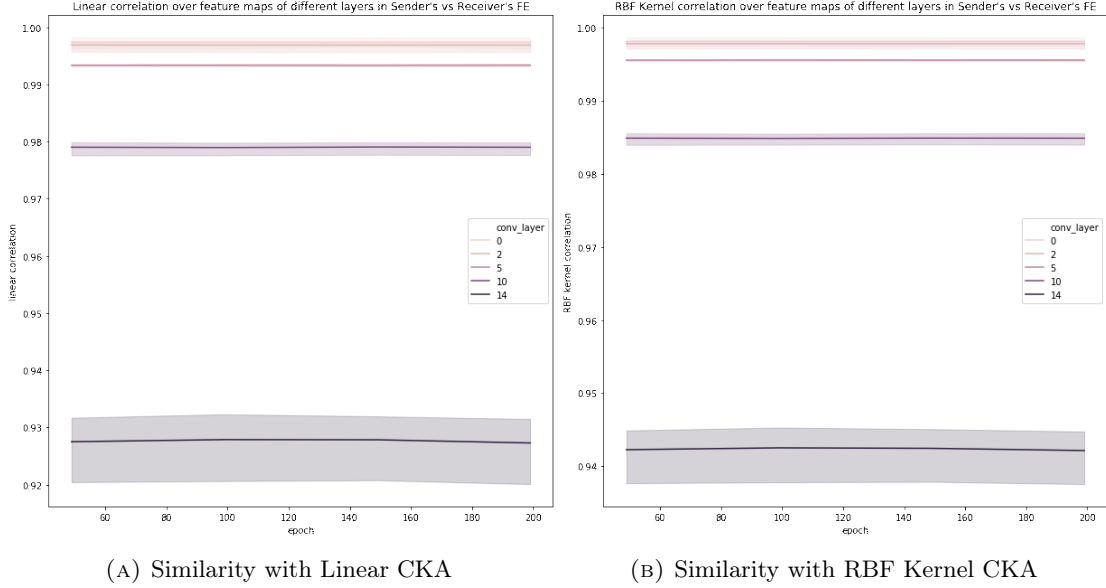 Linear correlation over feature maps of different layers in Sender's vs Receiver's FE
1.00
0.99
0.98
0.97
0.96
0.95
0.94
0.93
0.92
linear correlation
60 80 100 120 140 160 180 200
epoch
conv_layer
0
2
5
10
14
(A) Similarity with Linear CKA
RBF Kernel correlation over feature maps of different layers in Sender's vs Receiver's FE
1.00
0.99
0.98
0.97
0.96
0.95
0.94
RBF kernel correlation
60 80 100 120 140 160 180 200
epoch
conv_layer
0
2
5
10
14
(B) Similarity with RBF Kernel CKA